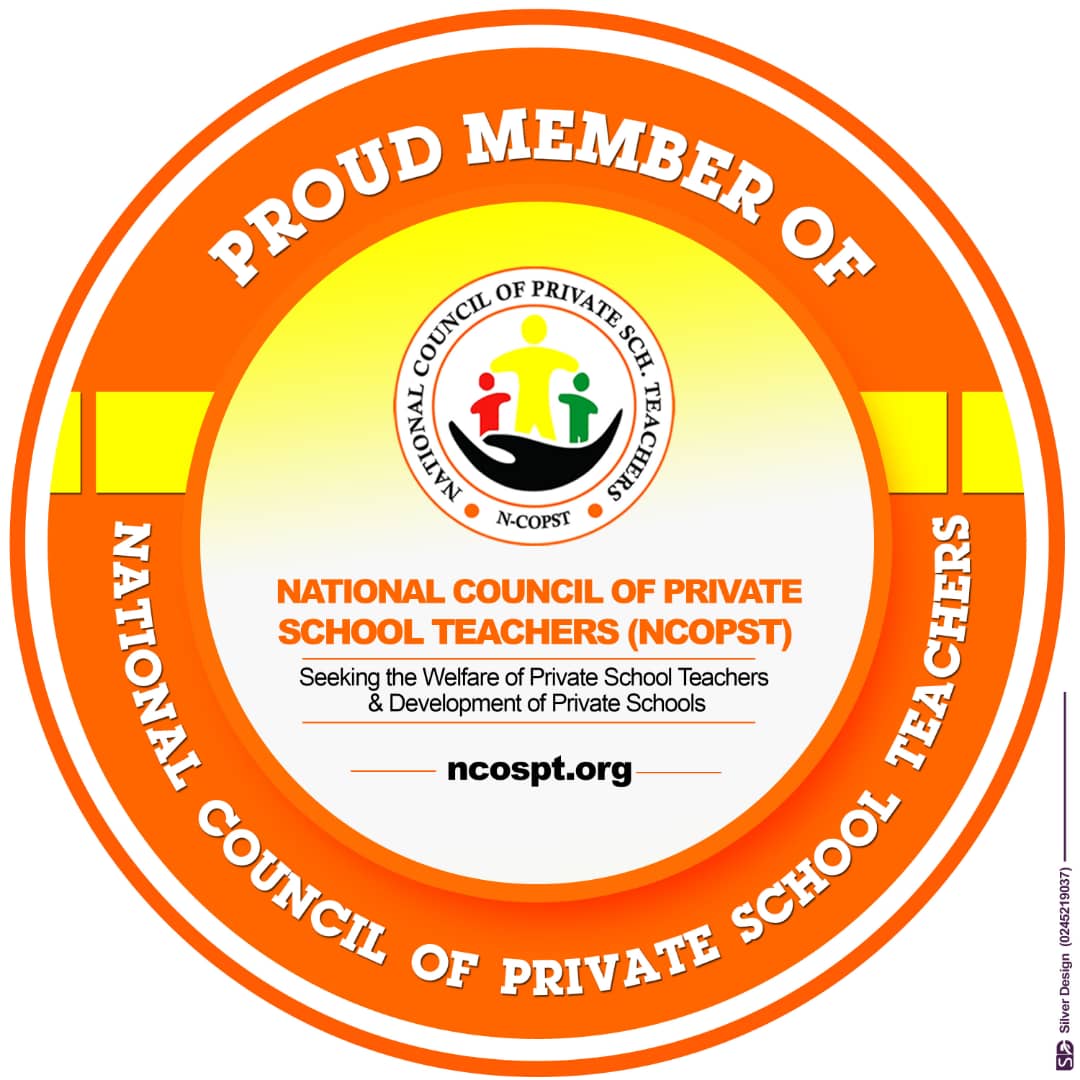 PROUD MEMBER OF
NATIONAL COUNCIL OF PRIVATE SCH. TEACHERS
N-COPST
NATIONAL COUNCIL OF PRIVATE
SCHOOL TEACHERS (NCOPST)
Seeking the Welfare of Private School Teachers
& Development of Private Schools
ncospt.org
NATIONAL COUNCIL OF PRIVATE SCHOOL TEACHERS
SD Silver Design (0245219037)